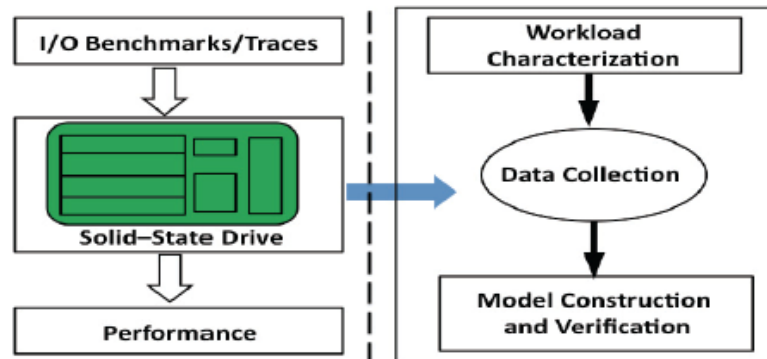 I/O Benchmarks/Traces
Solid–State Drive
Performance
Workload
Characterization
Data Collection
Model Construction
and Verification